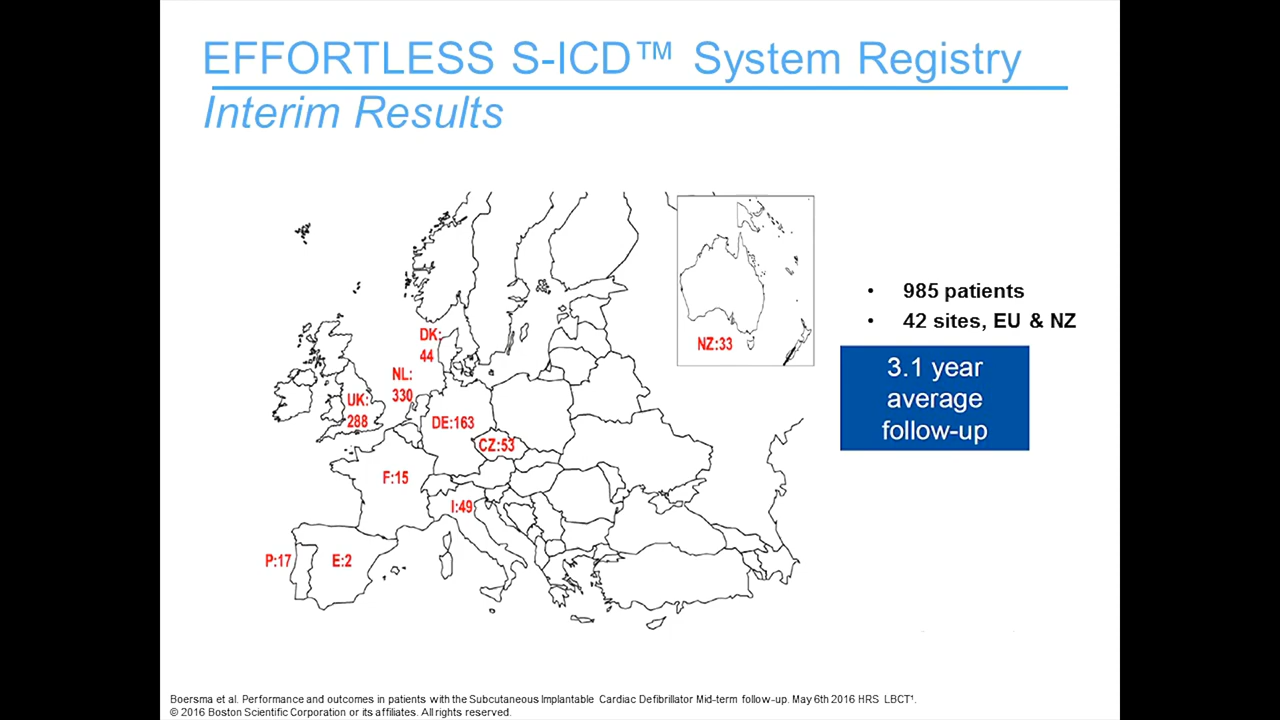 EFFORTLESS S-ICD™ System Registry
Interim Results
DK:
44
NL:
330
UK:
288
DE:163
CZ:53
F:15
I:49
P:17
E:2
NZ:33
• 985 patients
• 42 sites, EU & NZ
3.1 year
average
follow-up
Boersma et al. Performance and outcomes in patients with the Subcutaneous Implantable Cardiac Defibrillator Mid-term follow-up. May 6th 2016 HRS LBCT¹.
© 2016 Boston Scientific Corporation or its affiliates. All rights reserved.